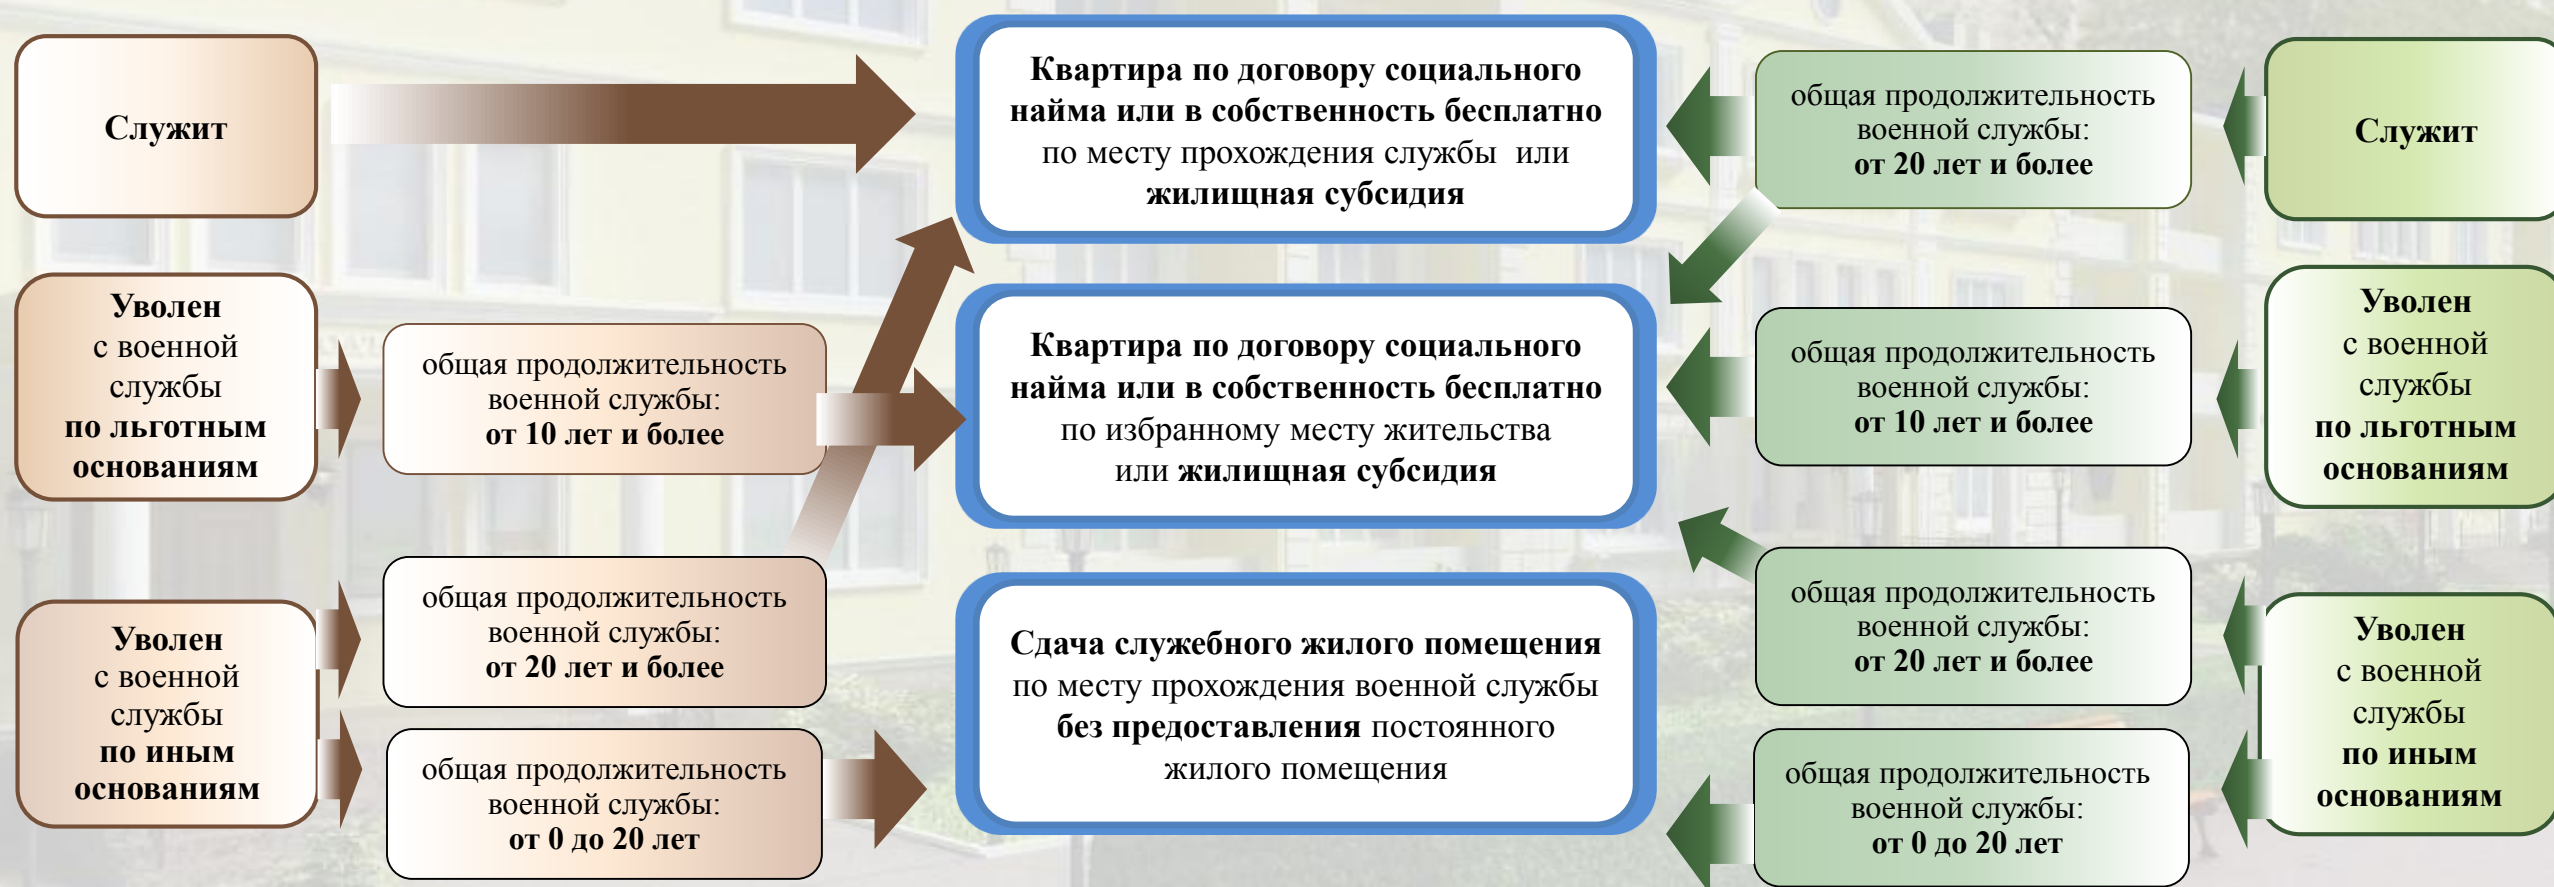 Служит
Уволен
с военной
службы
по льготным
основаниям
Уволен
с военной
службы
по иным
основаниям
общая продолжительность
военной службы:
от 10 лет и более
общая продолжительность
военной службы:
от 20 лет и более
общая продолжительность
военной службы:
от 0 до 20 лет
Квартира по договору социального
найма или в собственность бесплатно
по месту прохождения службы или
жилищная субсидия
Квартира по договору социального
найма или в собственность бесплатно
по избранному месту жительства
или жилищная субсидия
Сдача служебного жилого помещения
по месту прохождения военной службы
без предоставления постоянного
жилого помещения
общая продолжительность
военной службы:
от 20 лет и более
общая продолжительность
военной службы:
от 10 лет и более
общая продолжительность
военной службы:
от 20 лет и более
общая продолжительность
военной службы:
от 0 до 20 лет
Служит
Уволен
с военной
службы
по льготным
основаниям
Уволен
с военной
службы
по иным
основаниям